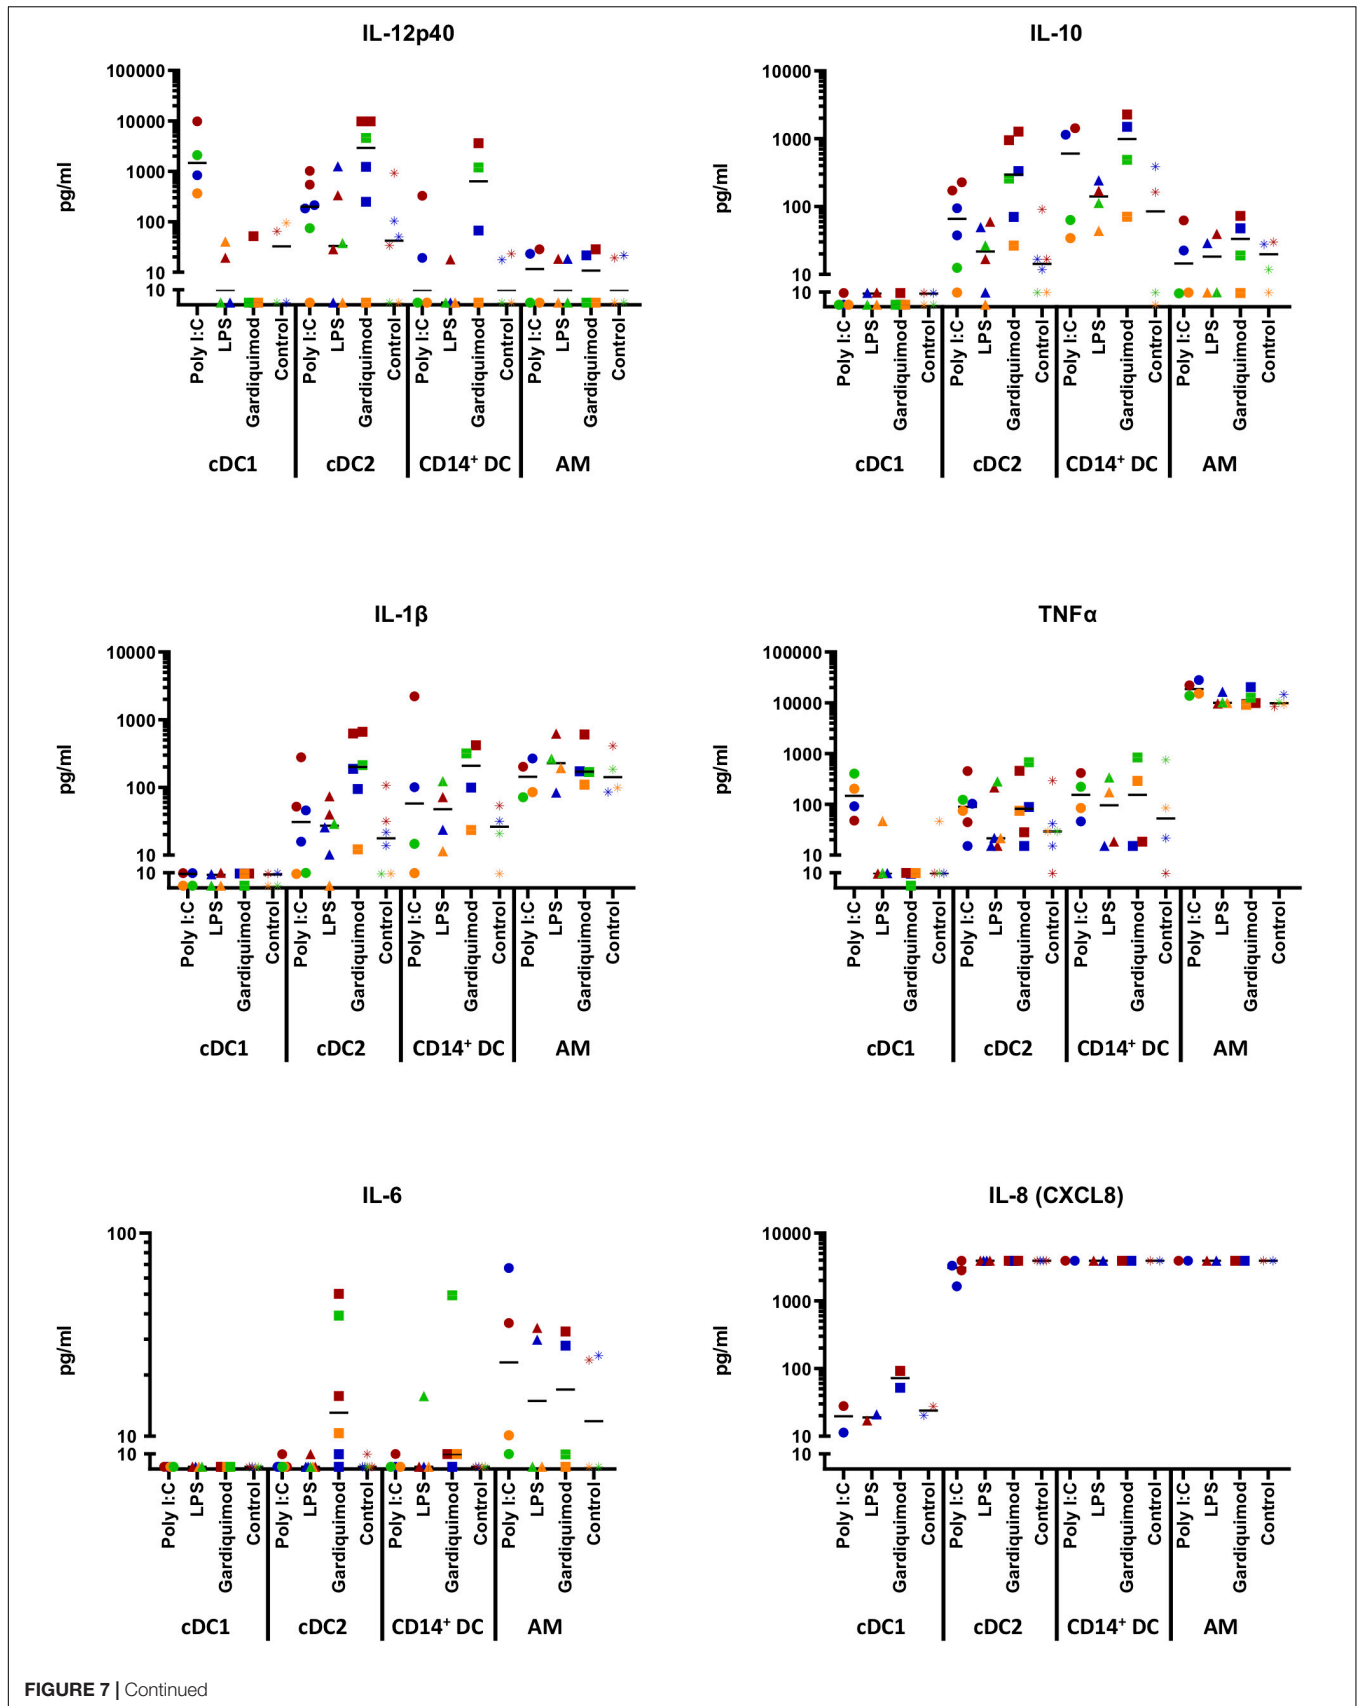 IL-12p40
100000
10000
1000
100
10
10
pg/ml
Poly I:C
LPS
Gardiquimod
Control
Poly I:C
LPS
Gardiquimod
Control
Poly I:C
LPS
Gardiquimod
Control
Poly I:C
LPS
Gardiquimod
Control
cDC1 cDC2 CD14+ DC AM
IL-10
10000
1000
100
10
10
pg/ml
Poly I:C
LPS
Gardiquimod
Control
Poly I:C
LPS
Gardiquimod
Control
Poly I:C
LPS
Gardiquimod
Control
Poly I:C
LPS
Gardiquimod
Control
cDC1 cDC2 CD14+ DC AM
IL-1β
10000
1000
100
10
10
pg/ml
Poly I:C
LPS
Gardiquimod
Control
Poly I:C
LPS
Gardiquimod
Control
Poly I:C
LPS
Gardiquimod
Control
Poly I:C
LPS
Gardiquimod
Control
cDC1 cDC2 CD14+ DC AM
TNFα
100000
10000
1000
100
10
10
pg/ml
Poly I:C
LPS
Gardiquimod
Control
Poly I:C
LPS
Gardiquimod
Control
Poly I:C
LPS
Gardiquimod
Control
Poly I:C
LPS
Gardiquimod
Control
cDC1 cDC2 CD14+ DC AM
IL-6
100
10
10
pg/ml
Poly I:C
LPS
Gardiquimod
Control
Poly I:C
LPS
Gardiquimod
Control
Poly I:C
LPS
Gardiquimod
Control
Poly I:C
LPS
Gardiquimod
Control
cDC1 cDC2 CD14+ DC AM
IL-8 (CXCL8)
10000
1000
100
10
10
pg/ml
Poly I:C
LPS
Gardiquimod
Control
Poly I:C
LPS
Gardiquimod
Control
Poly I:C
LPS
Gardiquimod
Control
Poly I:C
LPS
Gardiquimod
Control
cDC1 cDC2 CD14+ DC AM
FIGURE 7 | Continued